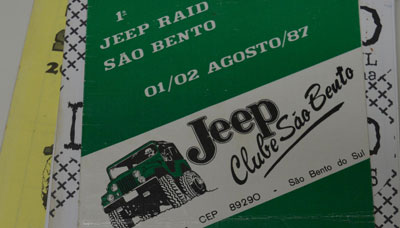 1º
JEEP RAID
SÃO BENTO
01/02 AGOSTO/87
Jeep
Clube São Bento
CEP 89290 - São Bento do Sul